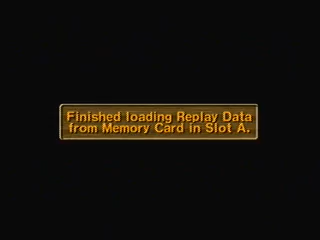 Finished loading Replay Data
from Memory Card in Slot A.